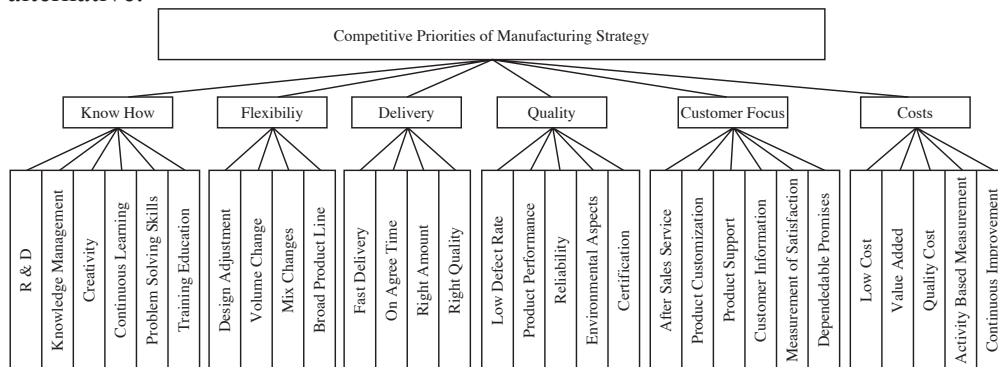 alternative.
Competitive Priorities of Manufacturing Strategy
Know How
Flexibiliy
Delivery
Quality
Customer Focus
Costs
R & D
Knowledge Management
Creativity
Continuous Learning
Problem Solving Skills
Training Education
Design Adjustment
Volume Change
Mix Changes
Broad Product Line
Fast Delivery
On Agree Time
Right Amount
Right Quality
Low Defect Rate
Product Performance
Reliability
Environmental Aspects
Certification
After Sales Service
Product Customization
Product Support
Customer Information
Measurement of Satisfaction
Dependedable Promises
Low Cost
Value Added
Quality Cost
Activity Based Measurement
Continuous Improvement